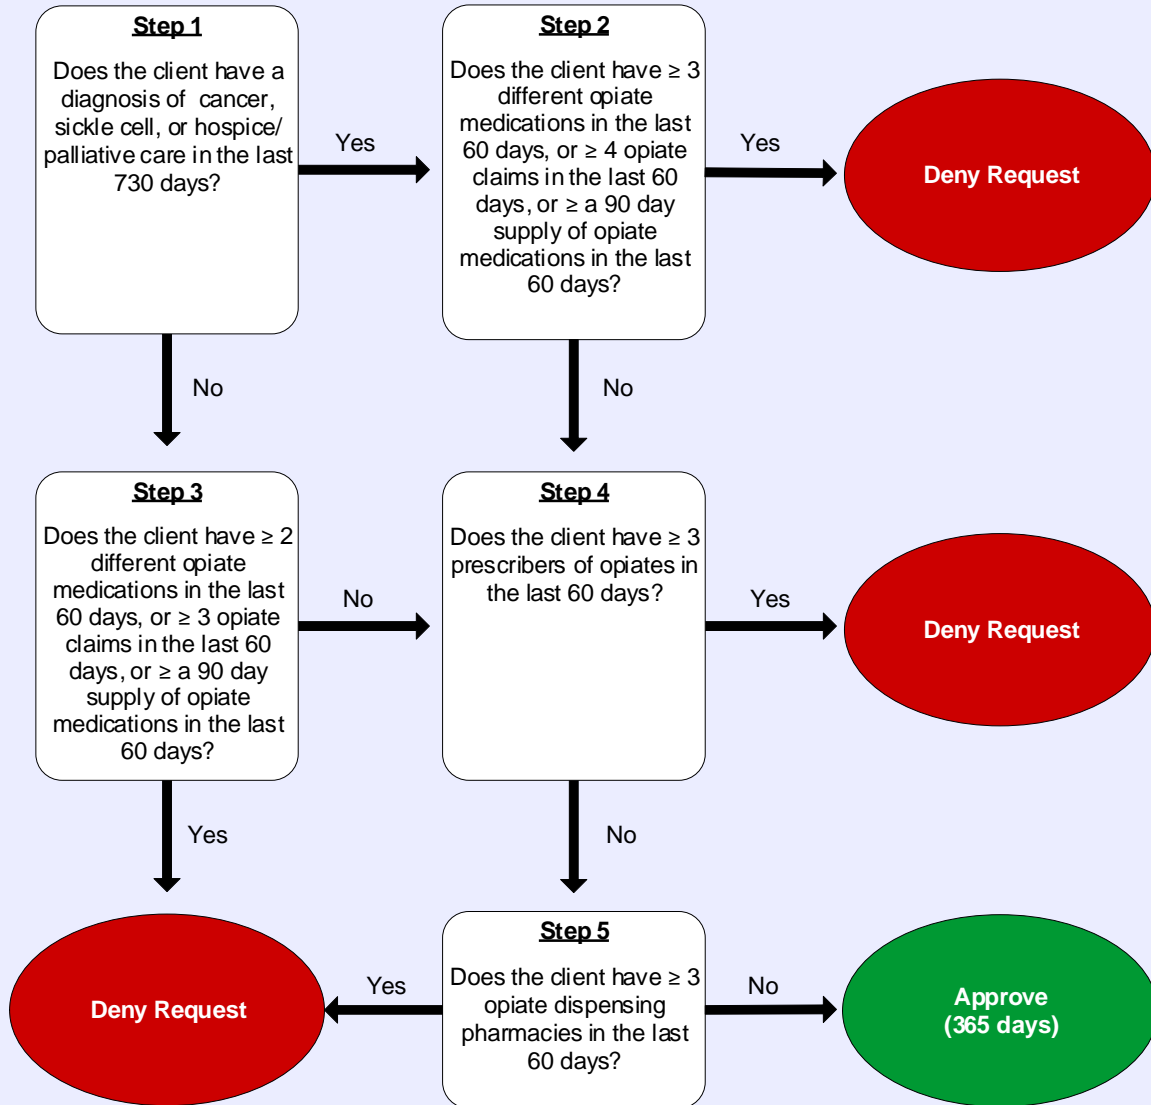 Step 1
Does the client have a
diagnosis of  cancer,
sickle cell, or hospice/
palliative care in the last
730 days?
Yes
Step 2
Does the client have ≥ 3
different opiate
medications in the last
60 days, or ≥ 4 opiate
claims in the last 60
days, or ≥ a 90 day
supply of opiate
medications in the last
60 days?
Yes
Deny Request
No
No
Step 3
Does the client have ≥ 2
different opiate
medications in the last
60 days, or ≥ 3 opiate
claims in the last 60
days, or ≥ a 90 day
supply of opiate
medications in the last
60 days?
No
Step 4
Does the client have ≥ 3
prescribers of opiates in
the last 60 days?
Yes
Deny Request
Yes
No
Deny Request
Yes
Step 5
Does the client have ≥ 3
opiate dispensing
pharmacies in the last
60 days?
No
Approve
(365 days)